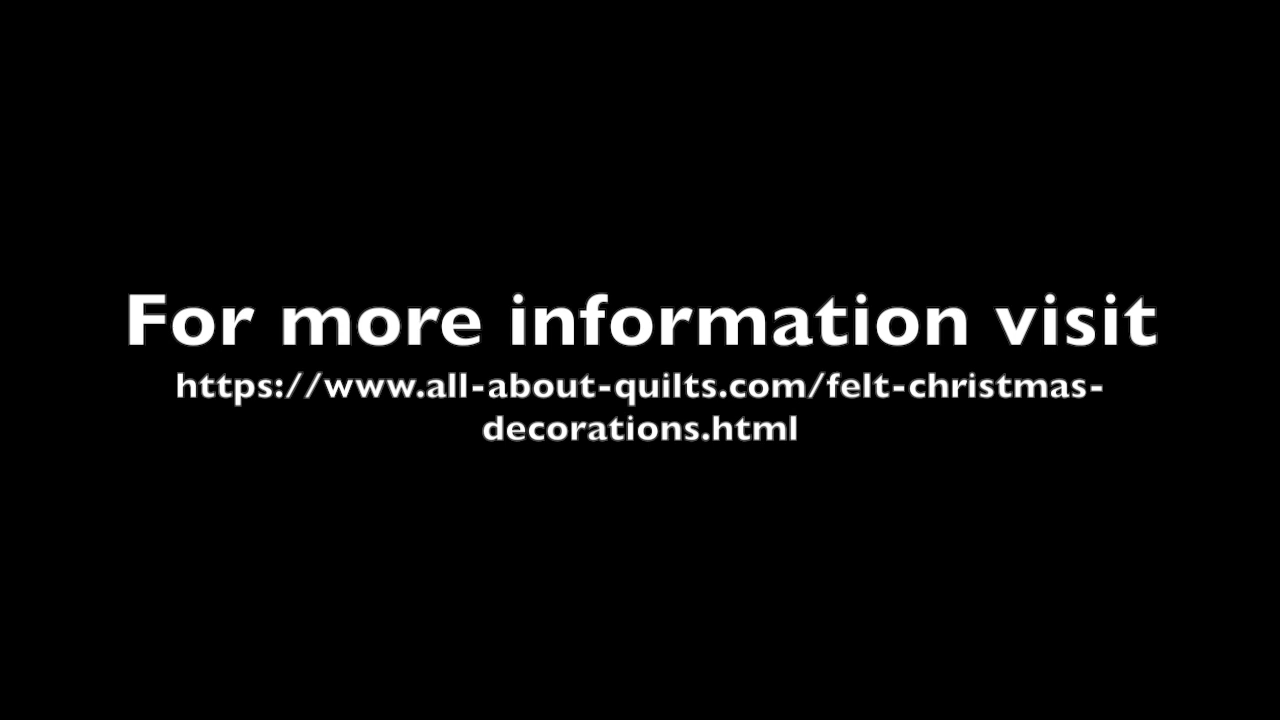 For more information visit
https://www.all-about-quilts.com/felt-christmas-
decorations.html